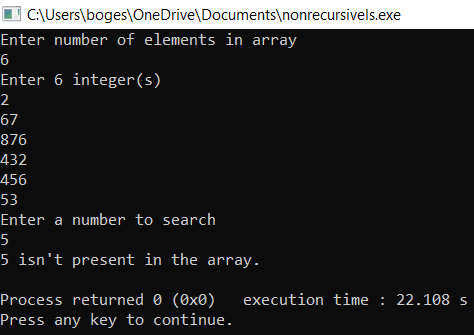 C:\Users\boges\OneDrive\Documents\nonrecursivels.exe
Enter number of elements in array
6
Enter 6 integer(s)
2
67
876
432
456
53
Enter a number to search
5
5 isn't present in the array.
Process returned 0 (0x0)   execution time : 22.108 s
Press any key to continue.